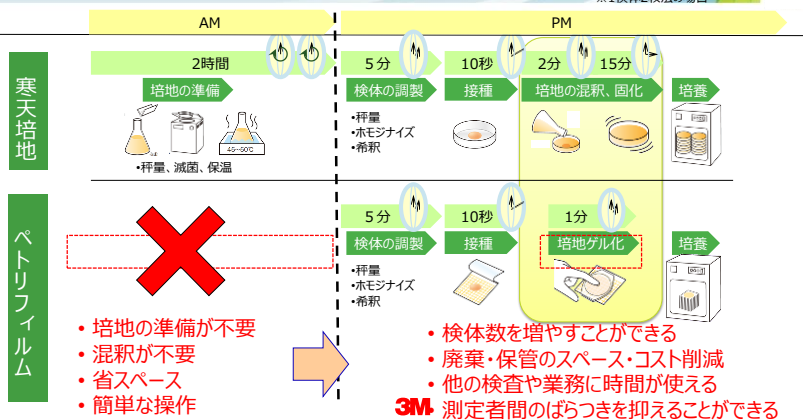 ※1検体2枚法の場合
AM
PM
寒天培地
2時間
5分
10秒
2分
15分
培地の準備
検体の調製
接種
培地の混釈、固化
培養
45~50℃
•秤量
•ホモジナイズ
•希釈
•秤量、滅菌、保温
ペトリフィルム
5分
10秒
1分
検体の調製
接種
培地ゲル化
培養
•秤量
•ホモジナイズ
•希釈
• 培地の準備が不要
• 混釈が不要
• 省スペース
• 簡単な操作
• 検体数を増やすことができる
• 廃棄・保管のスペース・コスト削減
• 他の検査や業務に時間が使える
3M
• 測定者間のばらつきを抑えることができる